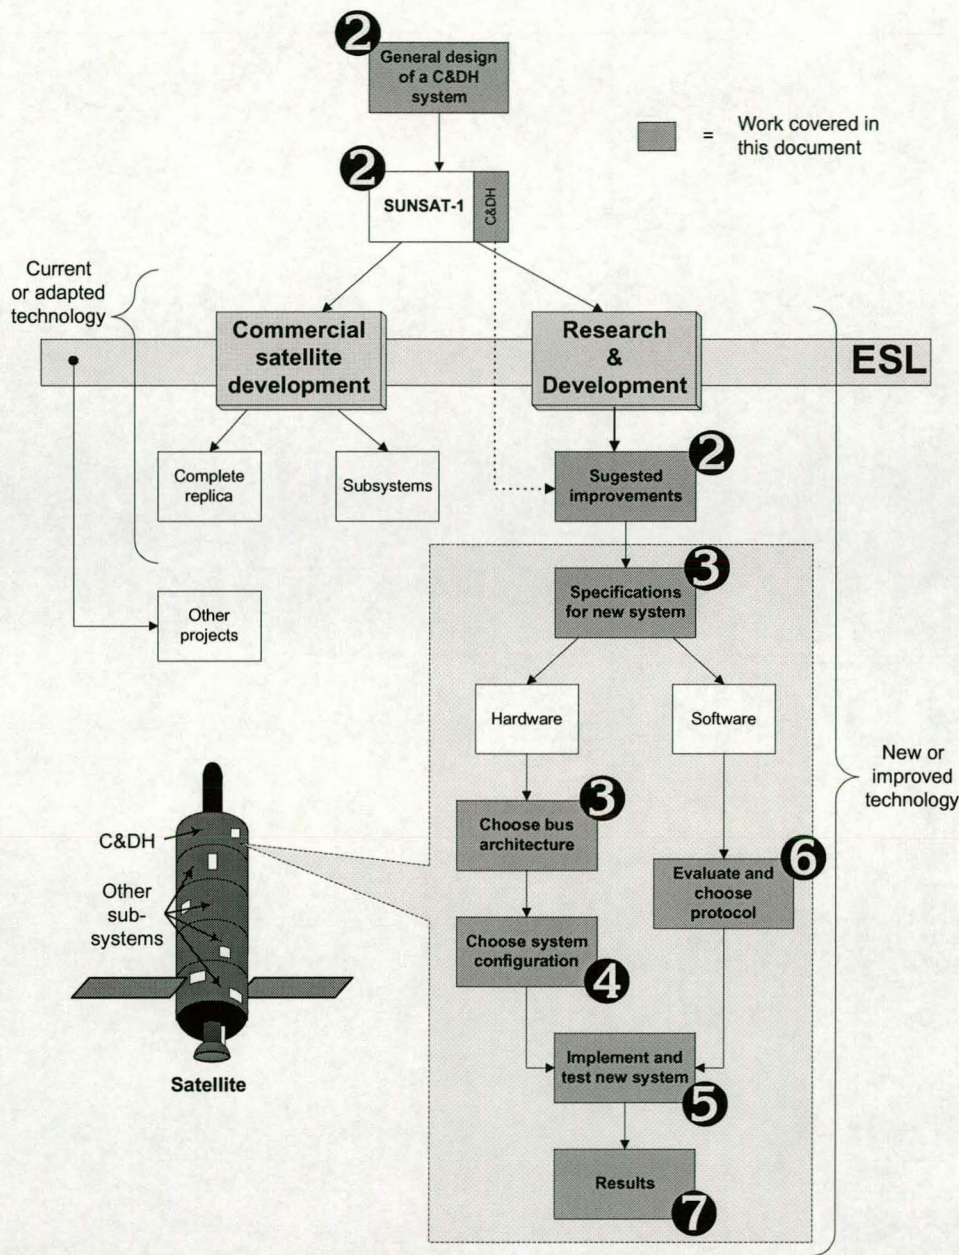 2
General design
of a C&DH
system
=
Work covered in
this document
2
SUNSAT-1
C&DH
Current
or adapted
technology
Commercial
satellite
development
Research
&
Development
ESL
Complete
replica
Subsystems
2
Sugested
improvements
3
Specifications
for new system
Other
projects
Hardware
Software
New or
improved
technology
3
Choose bus
architecture
C&DH
6
Evaluate and
choose
protocol
Other
sub-
systems
Choose system
configuration
4
Implement and
test new system
5
Satellite
Results
7